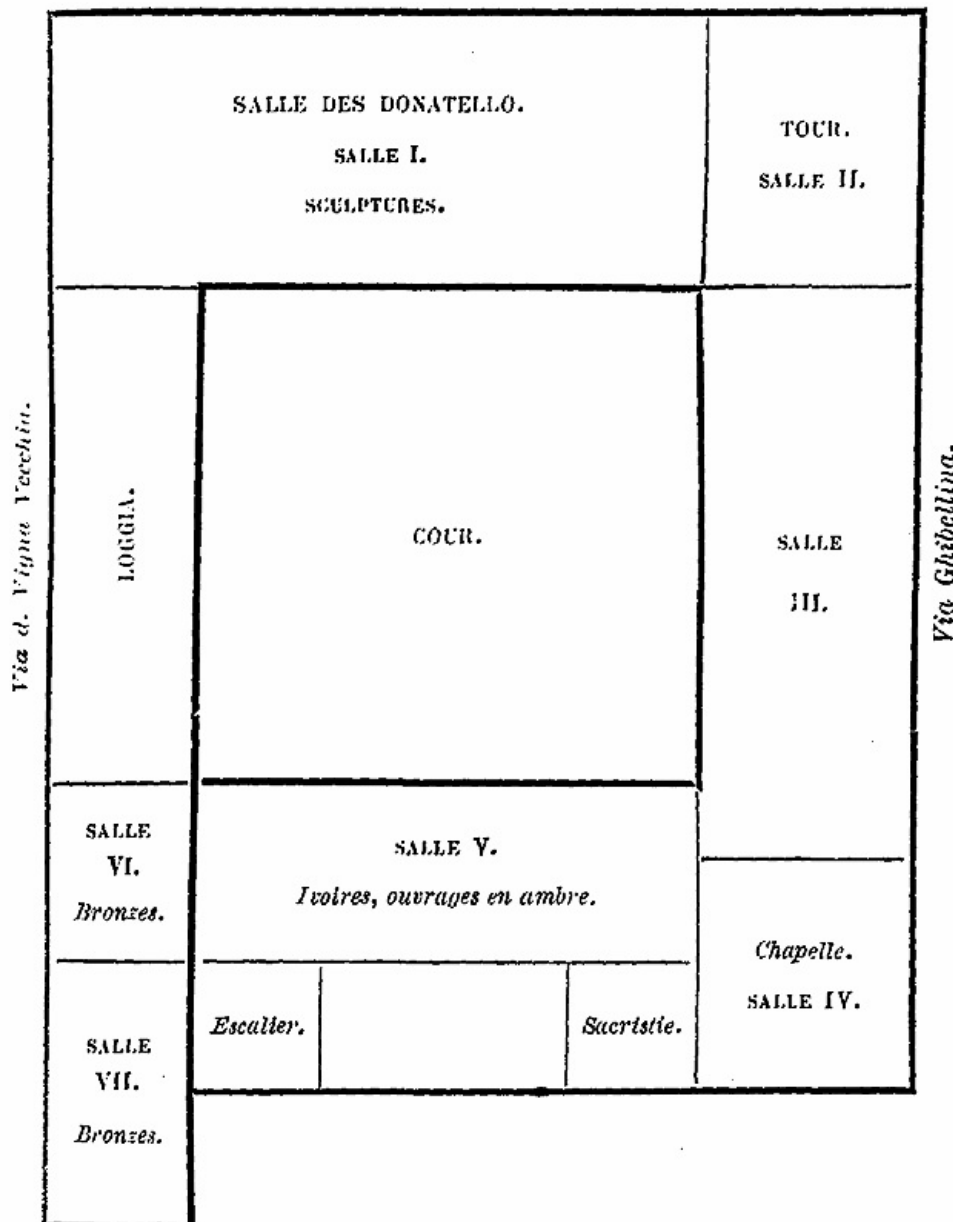 SALLE DES DONATELLO.
SALLE I.
SCULPTURES.
TOUR.
SALLE II.
Via d. Vigna Vecchia.
LOGGIA.
COUR.
SALLE
III.
Via Ghibellina.
SALLE
VI.
Bronzes.
SALLE V.
Ivoires, ouvrages en ambre.
Chapelle.
SALLE IV.
Escalier.
Sacristie.
SALLE
VII.
Bronzes.